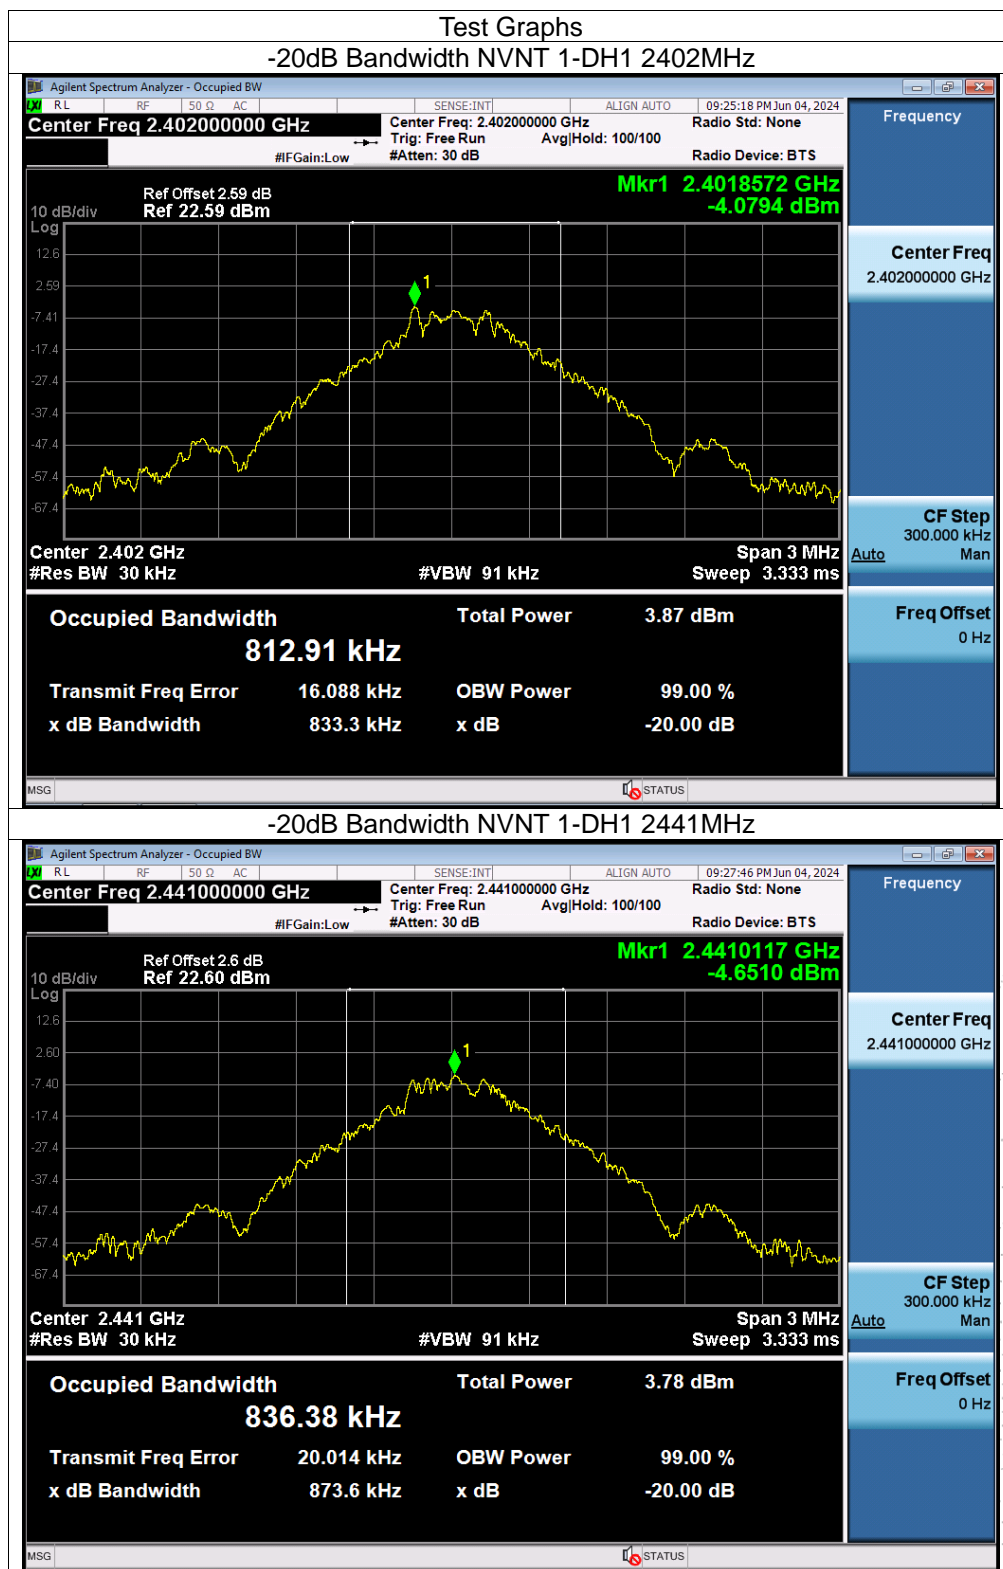 Test Graphs
-20dB Bandwidth NVNT 1-DH1 2402MHz
Agilent Spectrum Analyzer - Occupied BW
LXI RL RF 50 Ω AC SENSE:INT ALIGN AUTO 09:25:18 PM Jun 04, 2024
Center Freq 2.402000000 GHz
Center Freq: 2.402000000 GHz
Radio Std: None
Trig: Free Run Avg|Hold: 100/100
#IFGain:Low #Atten: 30 dB Radio Device: BTS
Frequency
Mkr1 2.4018572 GHz
-4.0794 dBm
Ref Offset 2.59 dB
10 dB/div Ref 22.59 dBm
Log
12.6
2.59
-7.41
-17.4
-27.4
-37.4
-47.4
-57.4
-67.4
1
Center Freq
2.402000000 GHz
CF Step
300.000 kHz
Auto Man
Freq Offset
0 Hz
Center 2.402 GHz Span 3 MHz
#Res BW 30 kHz #VBW 91 kHz Sweep 3.333 ms
Occupied Bandwidth Total Power 3.87 dBm
812.91 kHz
Transmit Freq Error 16.088 kHz OBW Power 99.00 %
x dB Bandwidth 833.3 kHz x dB -20.00 dB
MSG STATUS
-20dB Bandwidth NVNT 1-DH1 2441MHz
Agilent Spectrum Analyzer - Occupied BW
LXI RL RF 50 Ω AC SENSE:INT ALIGN AUTO 09:27:46 PM Jun 04, 2024
Center Freq 2.441000000 GHz
Center Freq: 2.441000000 GHz
Radio Std: None
Trig: Free Run Avg|Hold: 100/100
#IFGain:Low #Atten: 30 dB Radio Device: BTS
Frequency
Mkr1 2.4410117 GHz
-4.6510 dBm
Ref Offset 2.6 dB
10 dB/div Ref 22.60 dBm
Log
12.6
2.60
-7.40
-17.4
-27.4
-37.4
-47.4
-57.4
-67.4
1
Center Freq
2.441000000 GHz
CF Step
300.000 kHz
Auto Man
Freq Offset
0 Hz
Center 2.441 GHz Span 3 MHz
#Res BW 30 kHz #VBW 91 kHz Sweep 3.333 ms
Occupied Bandwidth Total Power 3.78 dBm
836.38 kHz
Transmit Freq Error 20.014 kHz OBW Power 99.00 %
x dB Bandwidth 873.6 kHz x dB -20.00 dB
MSG STATUS